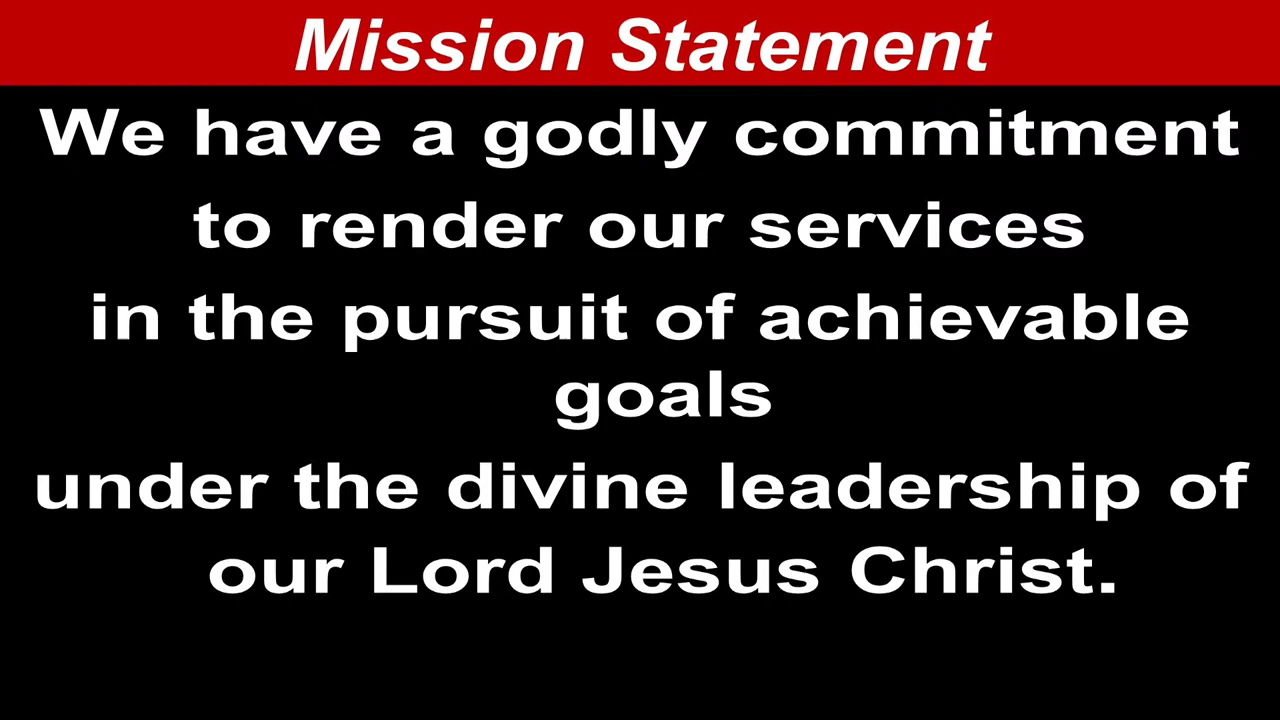 Mission Statement
We have a godly commitment
to render our services
in the pursuit of achievable
goals
under the divine leadership of
our Lord Jesus Christ.